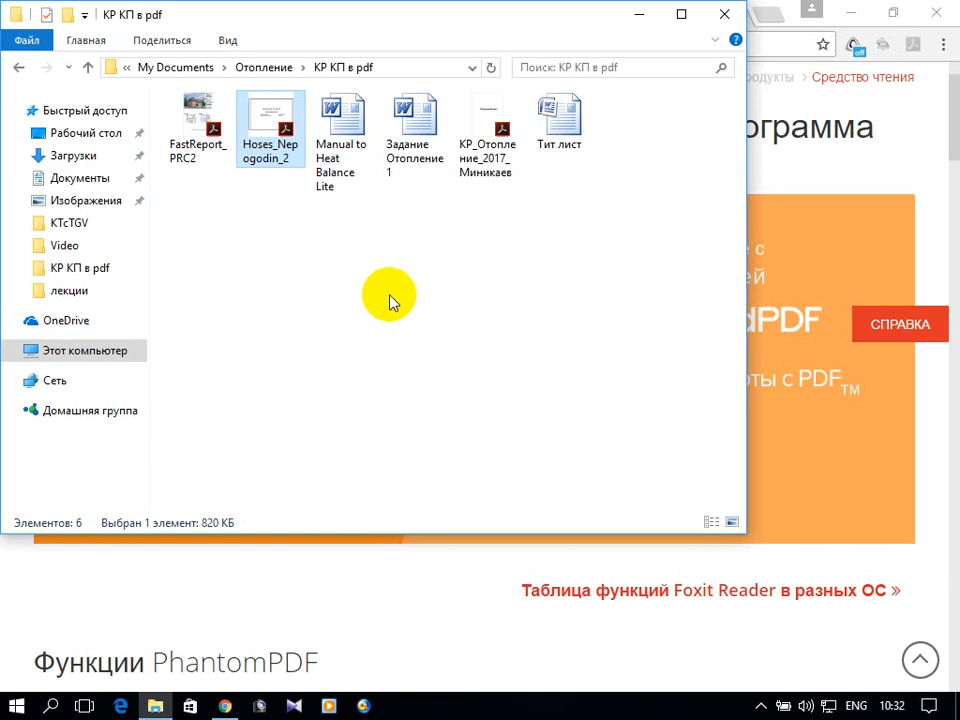 КР КП в pdf
Файл
Главная
Поделиться
Вид
« My Documents > Отопление > КР КП в pdf
Поиск: КР КП в pdf
Быстрый доступ
Рабочий стол
Загрузки
Документы
Изображения
KTcTGV
Video
КР КП в pdf
лекции
OneDrive
Этот компьютер
Сеть
Домашняя группа
FastReport_
PRC2
Hoses_Nep
ogodin_2
Manual to
Heat
Balance
Lite
Задание
Отопление
1
КР_Отопле
ние_2017_
Миникаев
Тит лист
Элементов: 6
Выбран 1 элемент: 820 КБ
off
родукты > Средство чтения
ограмма
е с
ей
dPDF
ты с PDF TM
СПРАВКА
Таблица функций Foxit Reader в разных ОС »
Функции PhantomPDF
ENG
10:32